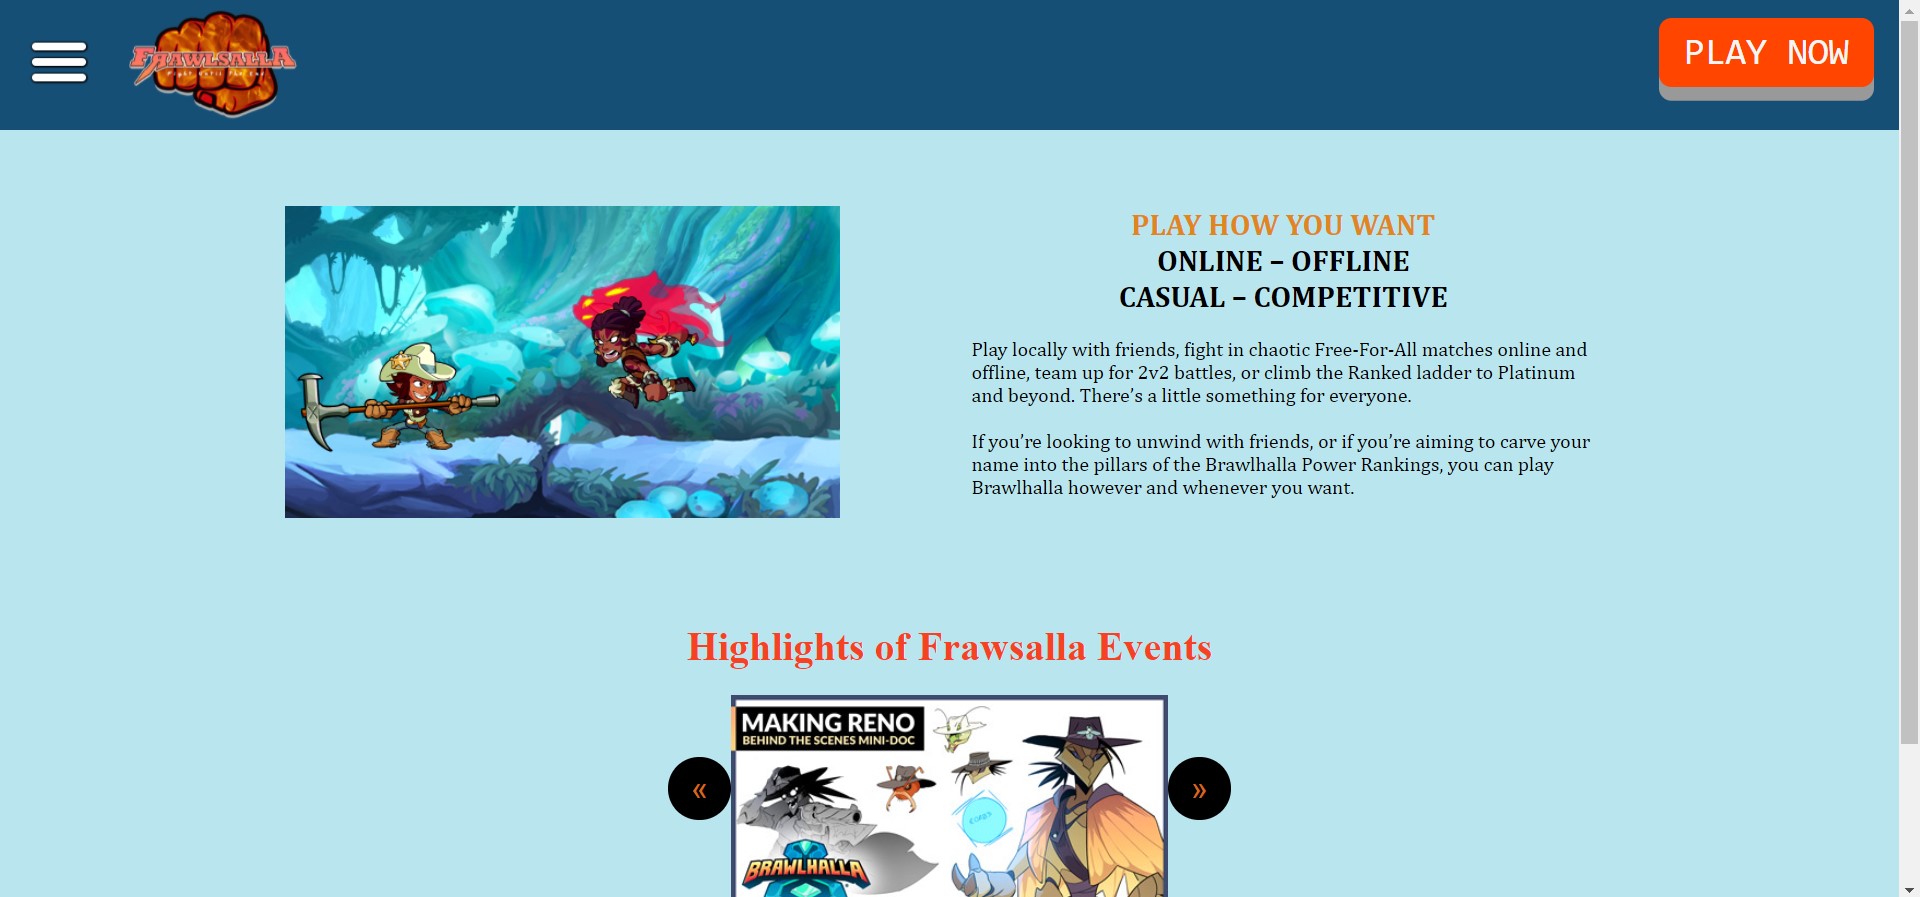 FRAWLSALLA
Fight Until The End
PLAY NOW
PLAY HOW YOU WANT
ONLINE – OFFLINE
CASUAL – COMPETITIVE
Play locally with friends, fight in chaotic Free-For-All matches online and
offline, team up for 2v2 battles, or climb the Ranked ladder to Platinum
and beyond. There’s a little something for everyone.
If you’re looking to unwind with friends, or if you’re aiming to carve your
name into the pillars of the Brawlhalla Power Rankings, you can play
Brawlhalla however and whenever you want.
Highlights of Frawsalla Events
MAKING RENO
BEHIND THE SCENES MINI-DOC
«
»
BRAWLHALLA